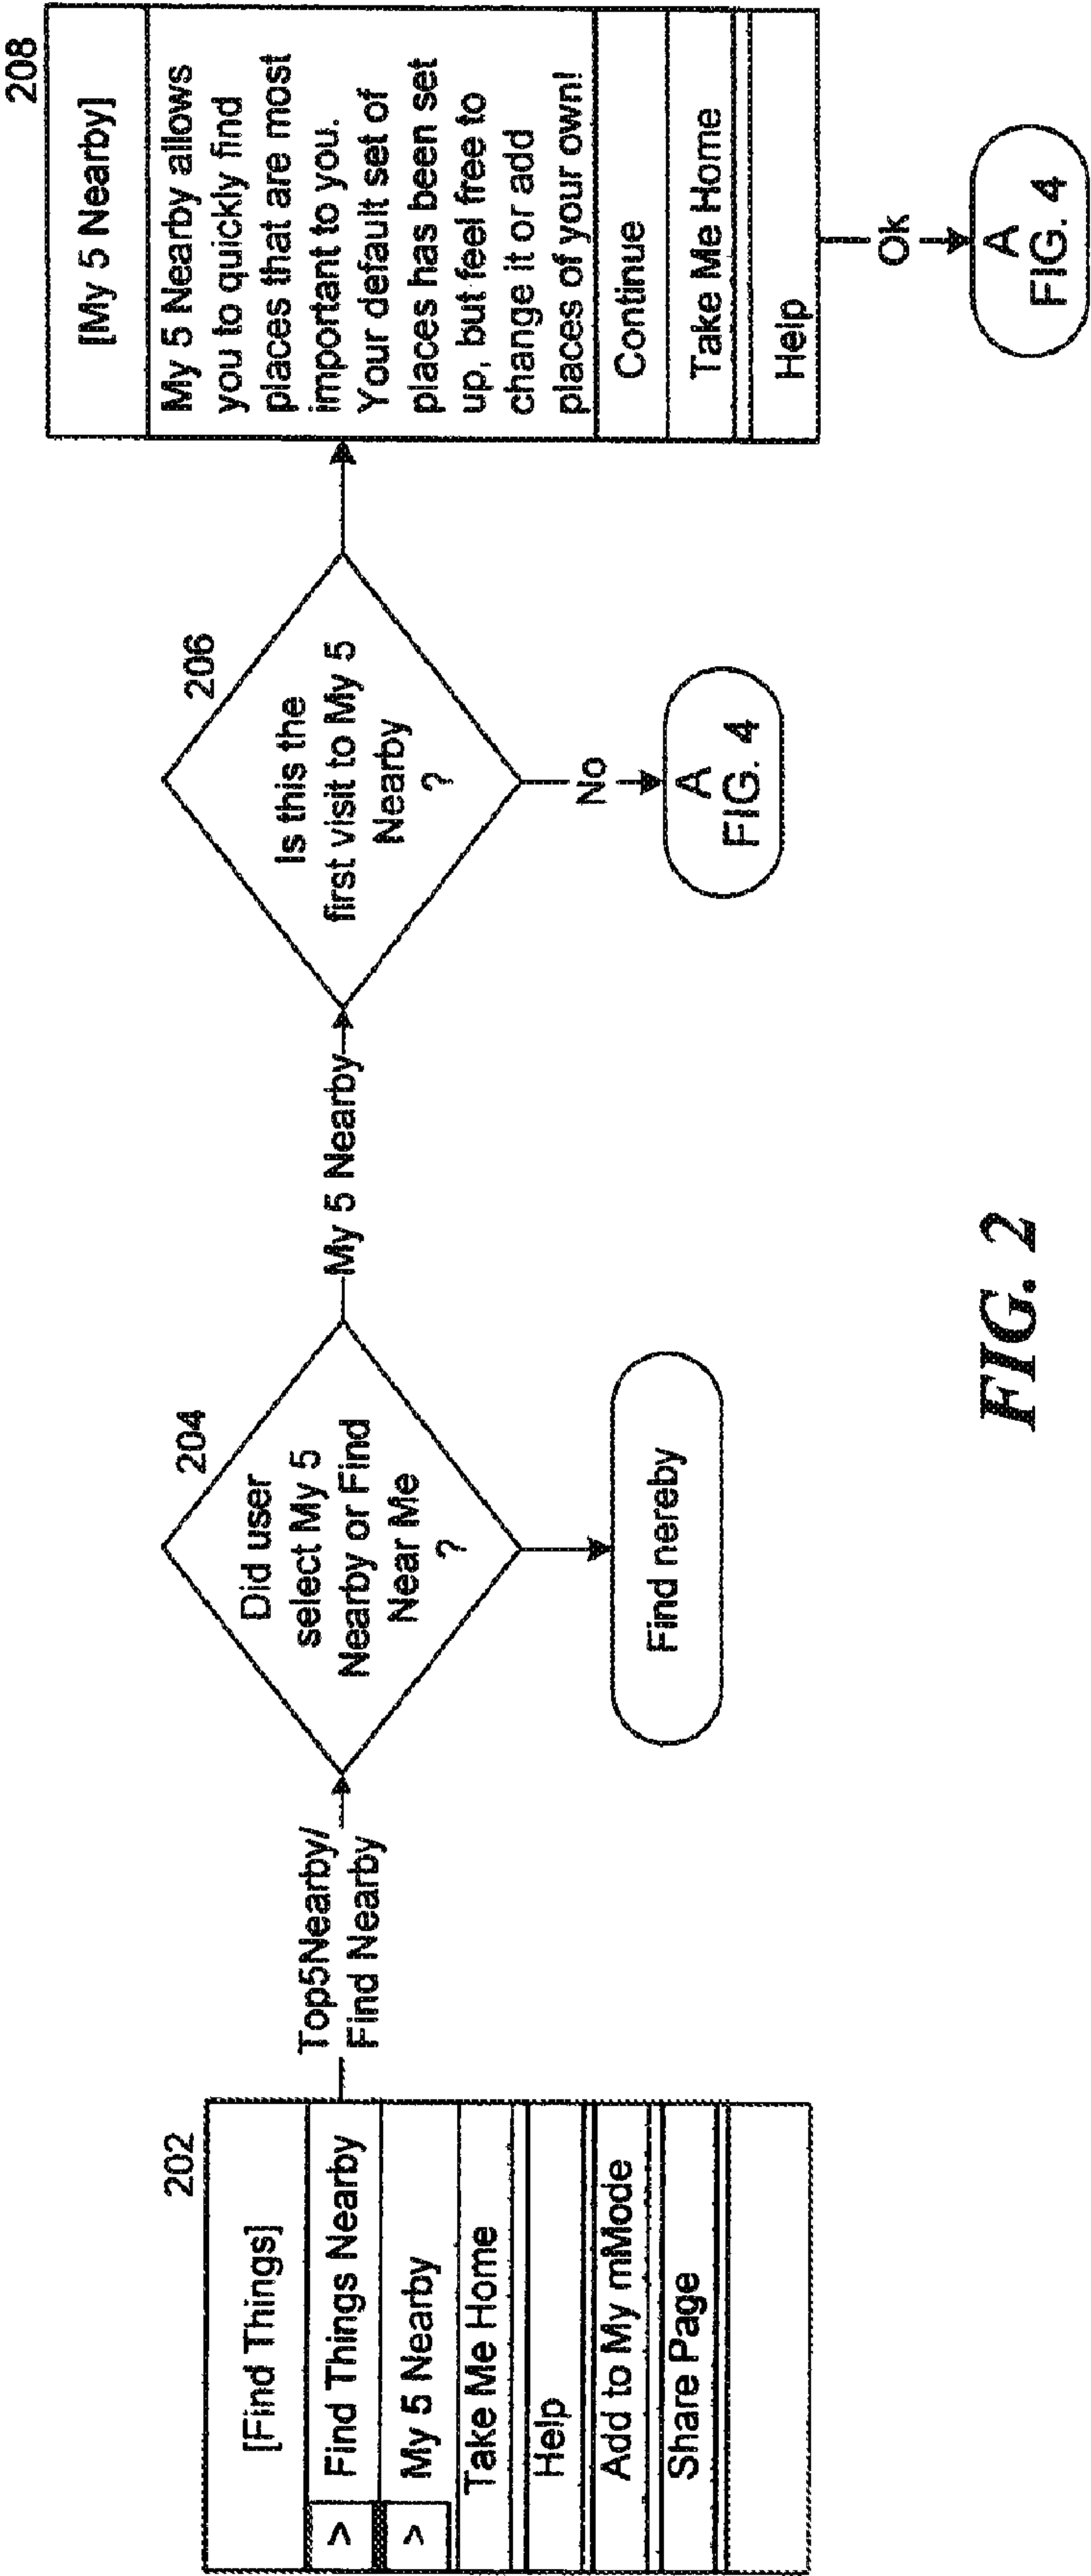 202
[Find Things]
> Find Things Nearby
> My 5 Nearby
Take Me Home
Help
Add to My mMode
Share Page
Top5Nearby/
Find Nearby
204
Did user
select My 5
Nearby or Find
Near Me
?
Find nereby
My 5 Nearby
206
Is this the
first visit to My 5
Nearby
?
No
A
FIG. 4
208
[My 5 Nearby]
My 5 Nearby allows
you to quickly find
places that are most
important to you.
Your default set of
places has been set
up, but feel free to
change it or add
places of your own!
Continue
Take Me Home
Help
Ok
A
FIG. 4
FIG. 2